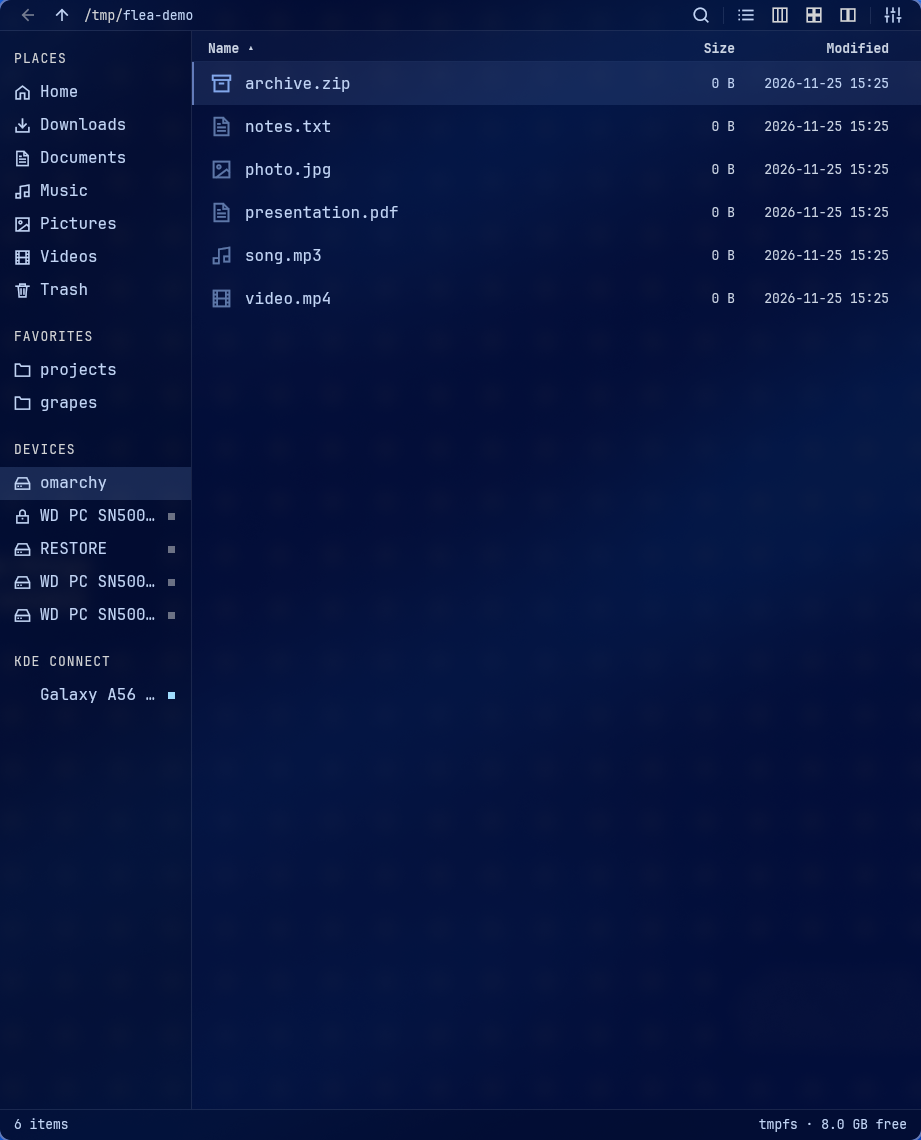 /tmp/flea-demo
PLACES
Home
Downloads
Documents
Music
Pictures
Videos
Trash
FAVORITES
projects
grapes
DEVICES
omarchy
WD PC SN500…
RESTORE
WD PC SN500…
WD PC SN500…
KDE CONNECT
Galaxy A56 …
Name Size Modified
archive.zip 0 B 2026-11-25 15:25
notes.txt 0 B 2026-11-25 15:25
photo.jpg 0 B 2026-11-25 15:25
presentation.pdf 0 B 2026-11-25 15:25
song.mp3 0 B 2026-11-25 15:25
video.mp4 0 B 2026-11-25 15:25
6 items
tmpfs · 8.0 GB free